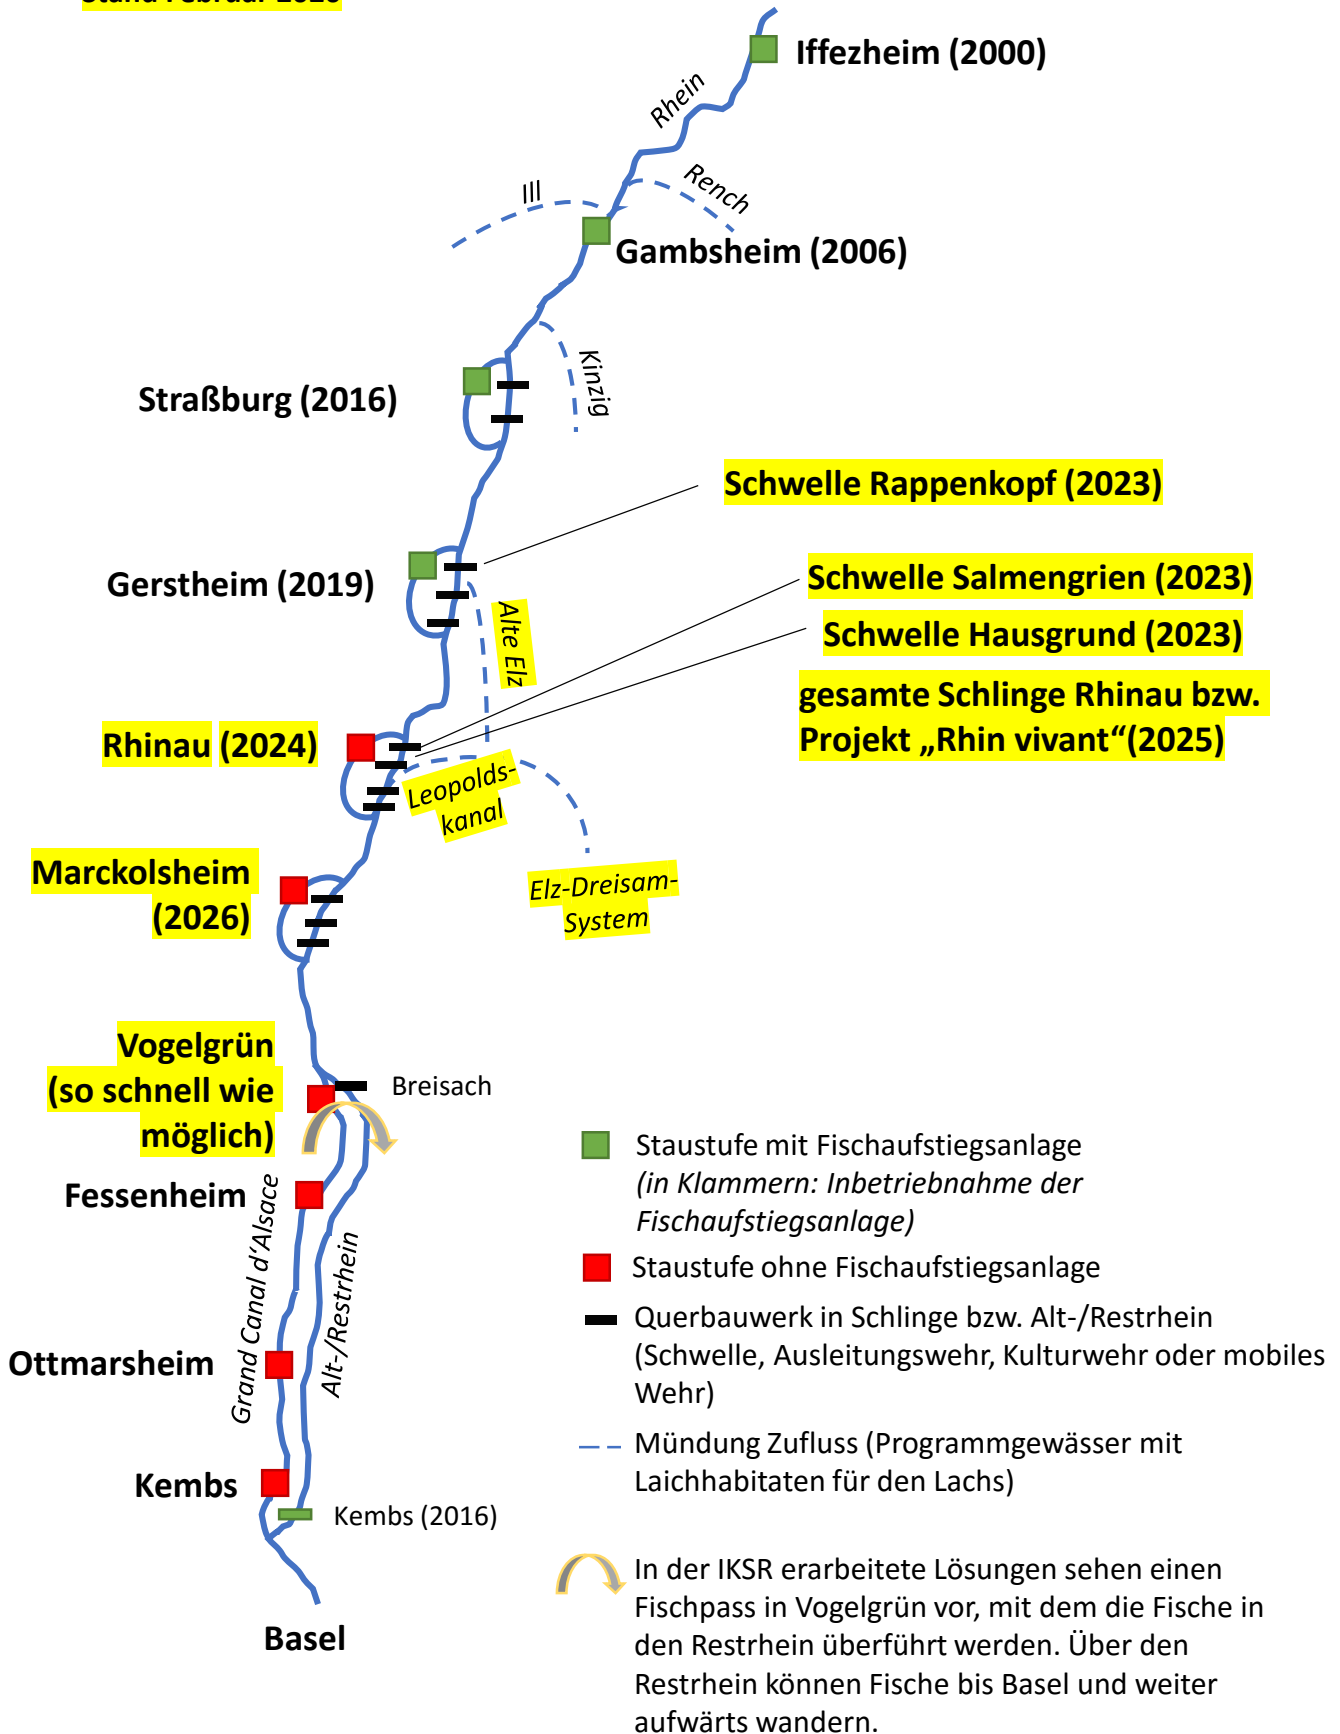 Stand Februar 2020
Iffezheim (2000)
Rhein
Ill
Rench
Gambsheim (2006)
Kinzig
Straßburg (2016)
Schwelle Rappenkopf (2023)
Gerstheim (2019)
Schwelle Salmengrien (2023)
Alte Elz
Schwelle Hausgrund (2023)
gesamte Schlinge Rhinau bzw.
Projekt „Rhin vivant“(2025)
Rhinau (2024)
Leopolds-
kanal
Marckolsheim
(2026)
Elz-Dreisam-
System
Vogelgrün
(so schnell wie
möglich)
Breisach
Fessenheim
Grand Canal d‘Alsace
Alt-/Restrhein
Ottmarsheim
Kembs
Kembs (2016)
Basel
Staustufe mit Fischaufstiegsanlage
(in Klammern: Inbetriebnahme der
Fischaufstiegsanlage)
Staustufe ohne Fischaufstiegsanlage
Querbauwerk in Schlinge bzw. Alt-/Restrhein
(Schwelle, Ausleitungswehr, Kulturwehr oder mobiles
Wehr)
Mündung Zufluss (Programmgewässer mit
Laichhabitaten für den Lachs)
In der IKSR erarbeitete Lösungen sehen einen
Fischpass in Vogelgrün vor, mit dem die Fische in
den Restrhein überführt werden. Über den
Restrhein können Fische bis Basel und weiter
aufwärts wandern.